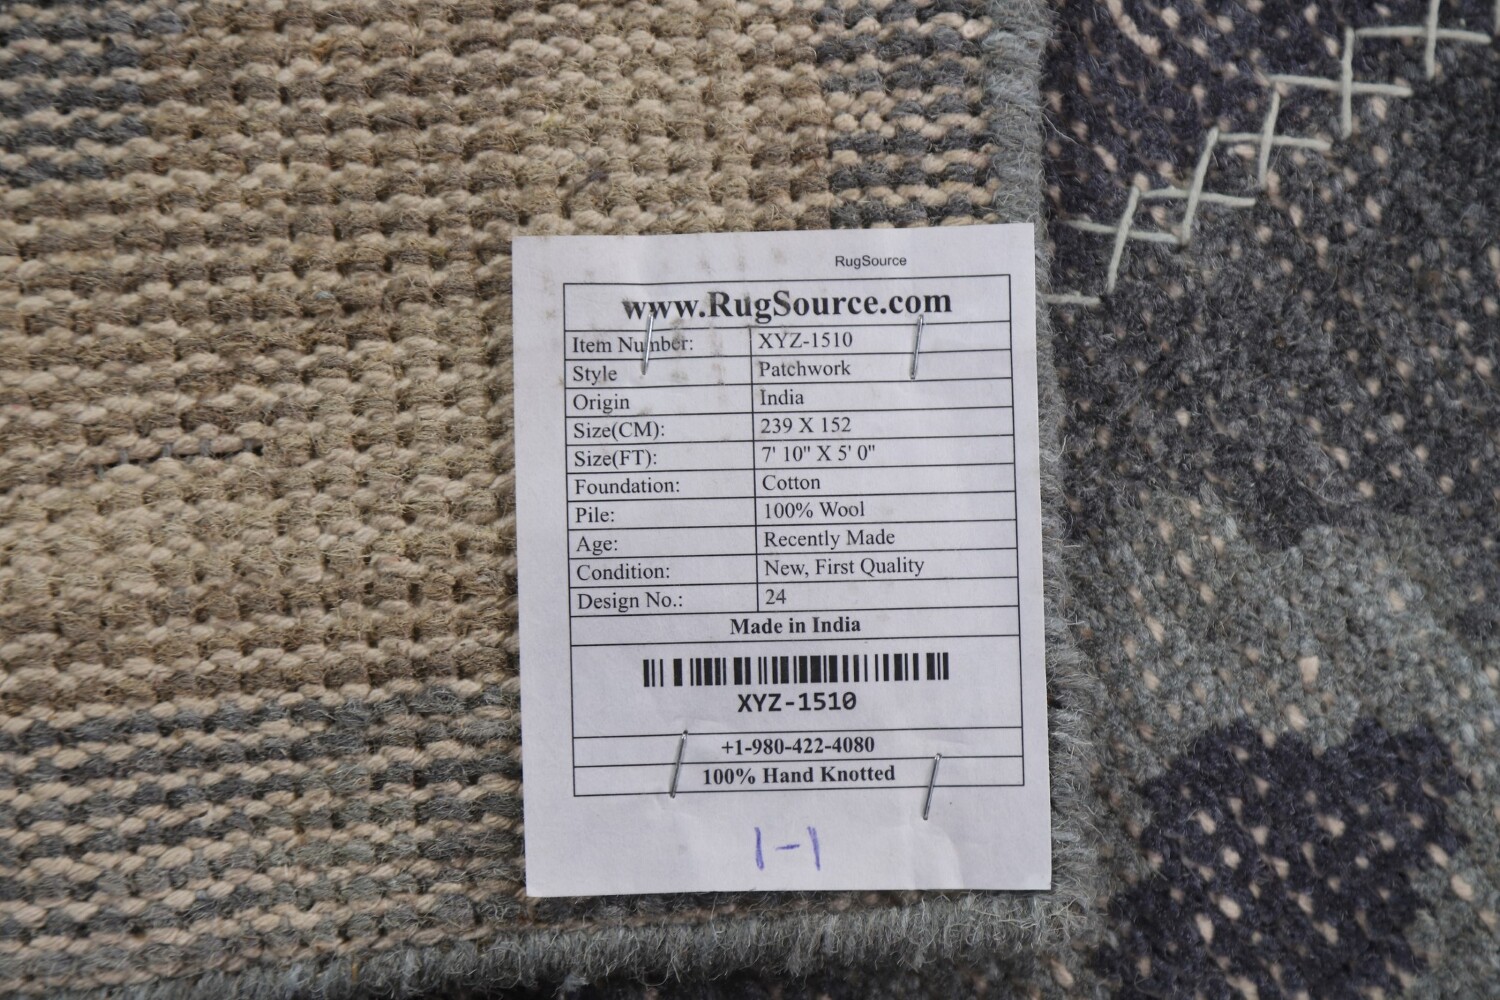 RugSource
www.RugSource.com
Item Number: XYZ-1510
Style Patchwork
Origin India
Size(CM): 239 X 152
Size(FT): 7' 10" X 5' 0"
Foundation: Cotton
Pile: 100% Wool
Age: Recently Made
Condition: New, First Quality
Design No.: 24
Made in India
XYZ-1510
+1-980-422-4080
100% Hand Knotted
1-1